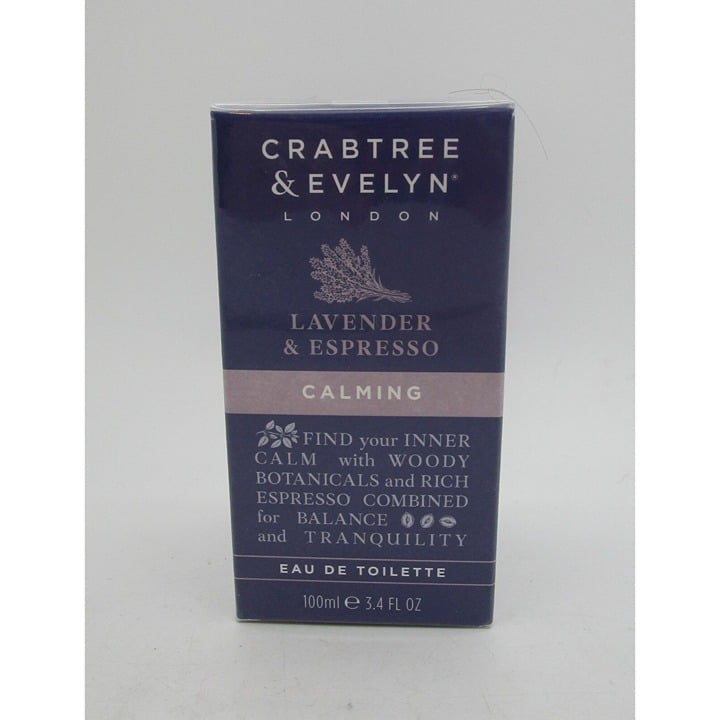 CRABTREE
& EVELYN®
LONDON
LAVENDER
& ESPRESSO
CALMING
FIND your INNER
CALM with WOODY
BOTANICALS and RICH
ESPRESSO COMBINED
for BALANCE
and TRANQUILITY
EAU DE TOILETTE
100ml ℮ 3.4 FL OZ